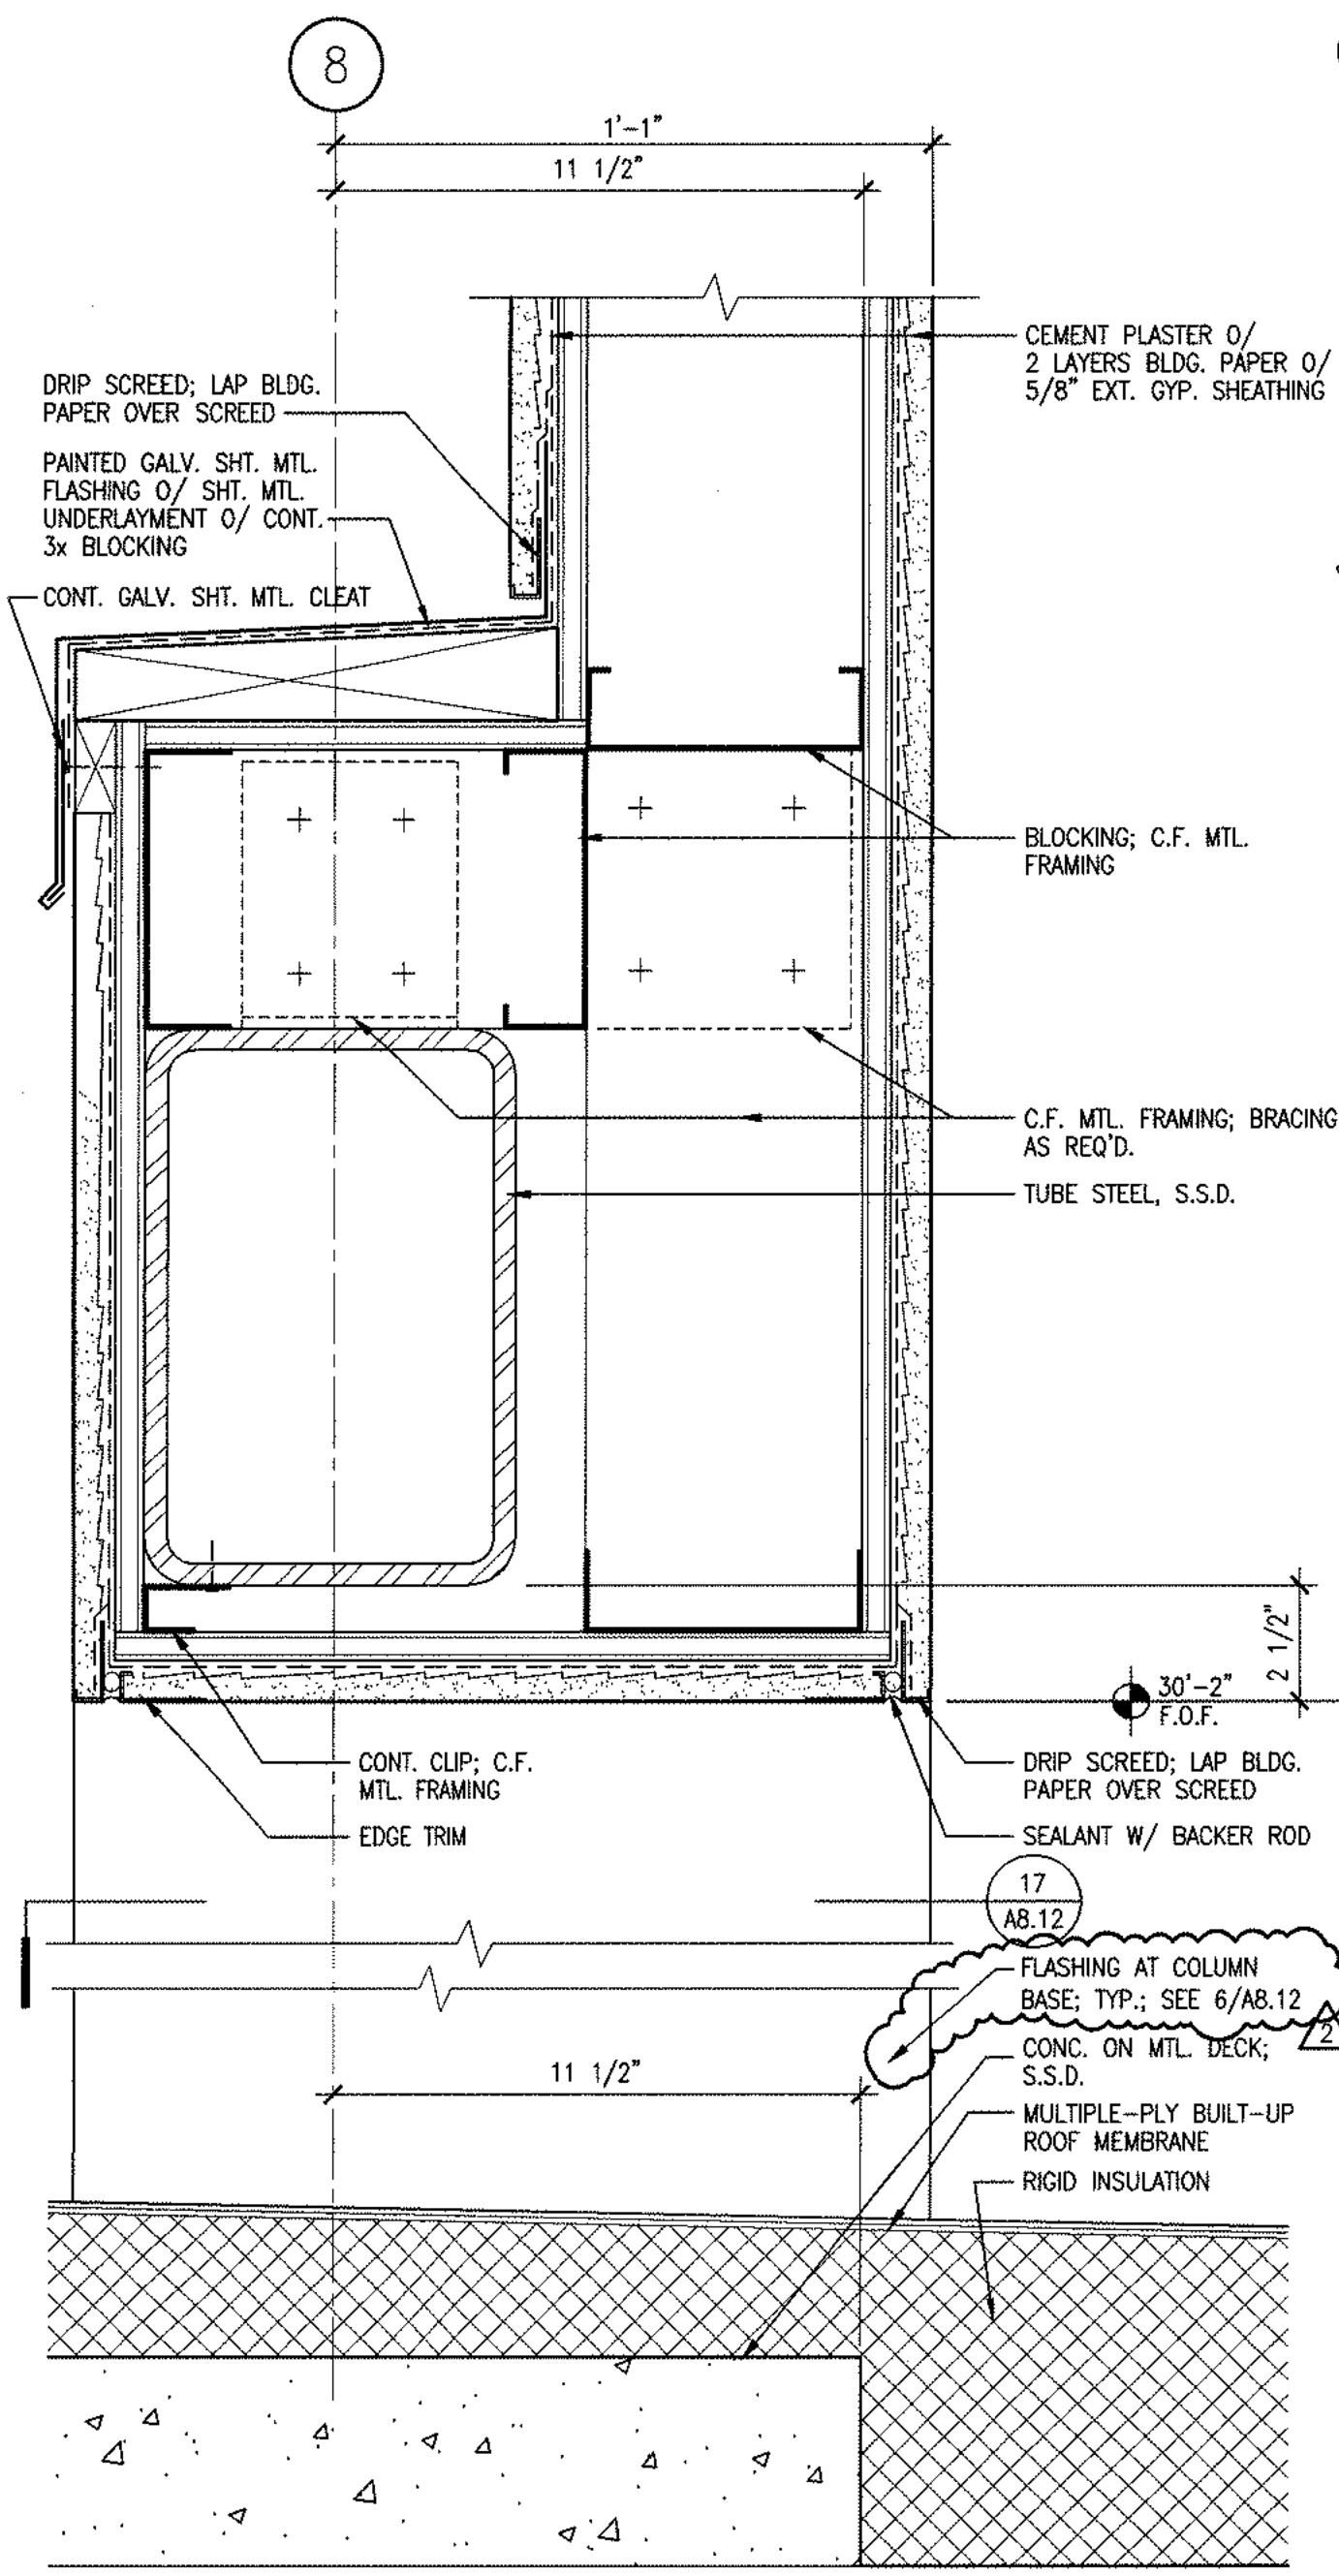 8
1'-1"
11 1/2"
CEMENT PLASTER O/
2 LAYERS BLDG. PAPER O/
5/8" EXT. GYP. SHEATHING
DRIP SCREED; LAP BLDG.
PAPER OVER SCREED
PAINTED GALV. SHT. MTL.
FLASHING O/ SHT. MTL.
UNDERLAYMENT O/ CONT.
3x BLOCKING
CONT. GALV. SHT. MTL. CLEAT
BLOCKING; C.F. MTL.
FRAMING
C.F. MTL. FRAMING; BRACING
AS REQ'D.
TUBE STEEL, S.S.D.
2 1/2"
30'-2"
F.O.F.
CONT. CLIP; C.F.
MTL. FRAMING
EDGE TRIM
DRIP SCREED; LAP BLDG.
PAPER OVER SCREED
SEALANT W/ BACKER ROD
17
A8.12
FLASHING AT COLUMN
BASE; TYP.; SEE 6/A8.12
2
CONC. ON MTL. DECK;
S.S.D.
11 1/2"
MULTIPLE-PLY BUILT-UP
ROOF MEMBRANE
RIGID INSULATION